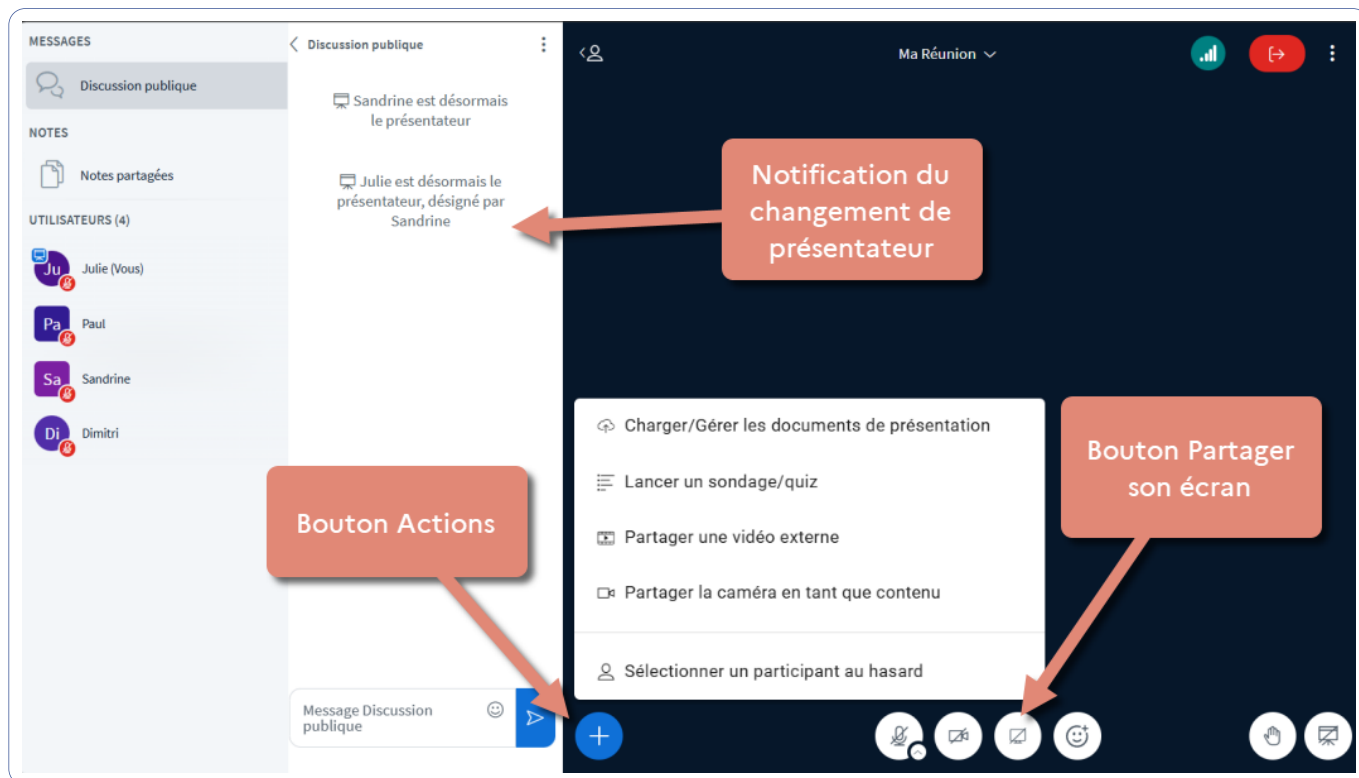 MESSAGES
Discussion publique
NOTES
Notes partagées
UTILISATEURS (4)
Ju
Julie (Vous)
Pa
Paul
Sa
Sandrine
Di
Dimitri
Discussion publique
Sandrine est désormais
le présentateur
Julie est désormais le
présentateur, désigné par
Sandrine
Message Discussion
publique
Ma Réunion
Notification du
changement de
présentateur
Bouton Actions
Charger/Gérer les documents de présentation
Lancer un sondage/quiz
Partager une vidéo externe
Partager la caméra en tant que contenu
Sélectionner un participant au hasard
Bouton Partager
son écran